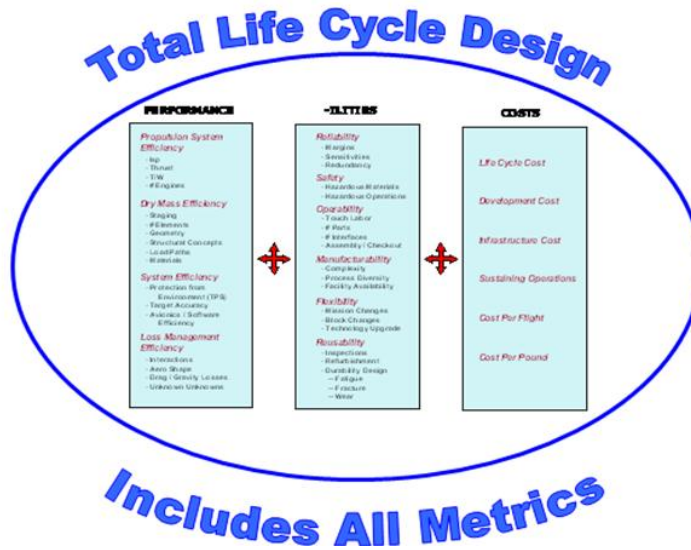 Total Life Cycle Design
PERFORMANCE
Propulsion System
Efficiency
- Isp
- Thrust
- T/W
- # Engines
Dry Mass Efficiency
- Staging
- # Elements
- Geometry
- Structural Concepts
- Load Paths
- Materials
System Efficiency
- Protection from
Environment (TPS)
- Target Accuracy
- Avionics / Software
Efficiency
Loss Management
Efficiency
- Interactions
- Aero Shape
- Drag / Gravity Losses
- Unknown Unknowns
-ILITIES
Reliability
- Margins
- Sensitivities
- Redundancy
Safety
- Hazardous Materials
- Hazardous Operations
Operability
- Touch Labor
- # Parts
- # Interfaces
- Assembly / Checkout
Manufacturability
- Complexity
- Process Diversity
- Facility Availability
Flexibility
- Mission Changes
- Block Changes
- Technology Upgrade
Reusability
- Inspections
- Refurbishment
- Durability Design
-- Fatigue
-- Fracture
-- Wear
COSTS
Life Cycle Cost
Development Cost
Infrastructure Cost
Sustaining Operations
Cost Per Flight
Cost Per Pound
Includes All Metrics